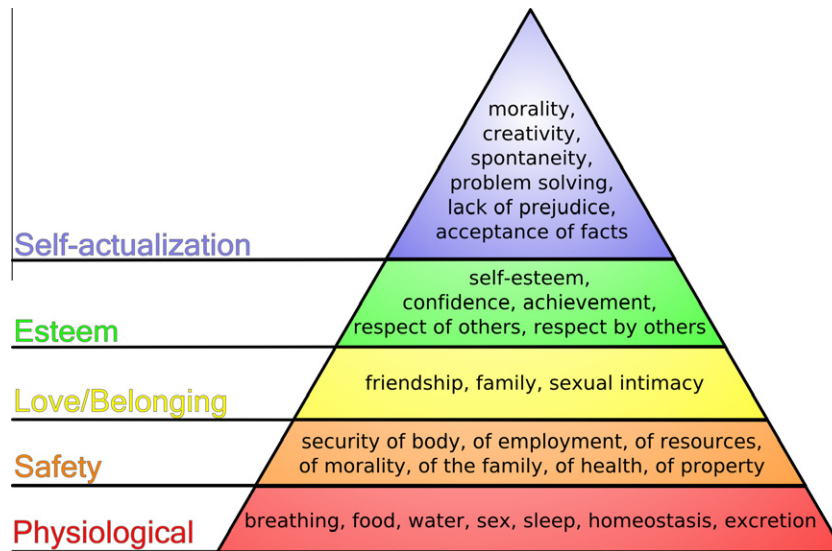 morality,
creativity,
spontaneity,
problem solving,
lack of prejudice,
acceptance of facts
Self-actualization
self-esteem,
confidence, achievement,
respect of others, respect by others
Esteem
friendship, family, sexual intimacy
Love/Belonging
security of body, of employment, of resources,
of morality, of the family, of health, of property
Safety
breathing, food, water, sex, sleep, homeostasis, excretion
Physiological